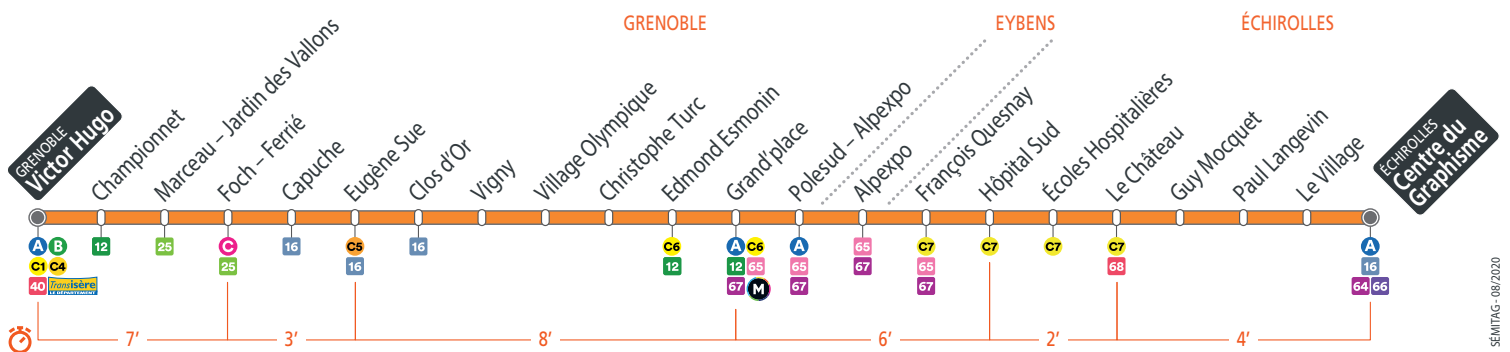 GRENOBLE
EYBENS
ÉCHIROLLES
GRENOBLE
Victor Hugo
Championnet
Marceau – Jardin des Vallons
Foch – Ferrié
Capuche
Eugène Sue
Clos d'Or
Vigny
Village Olympique
Christophe Turc
Edmond Esmonin
Grand'place
Polesud – Alpexpo
Alpexpo
François Quesnay
Hôpital Sud
Écoles Hospitalières
Le Château
Guy Mocquet
Paul Langevin
Le Village
ÉCHIROLLES
Centre du
Graphisme
A B
C1 C4
40 Transisère
LE DÉPARTEMENT
12
25
C
25
16
C5
16
16
C6
12
A C6
12 65
67 M
A
65
67
65
67
C7
65
67
C7
C7
C7
68
A
16
64 66
7’
3’
8’
6’
2’
4’
SÉMITAG - 08/2020